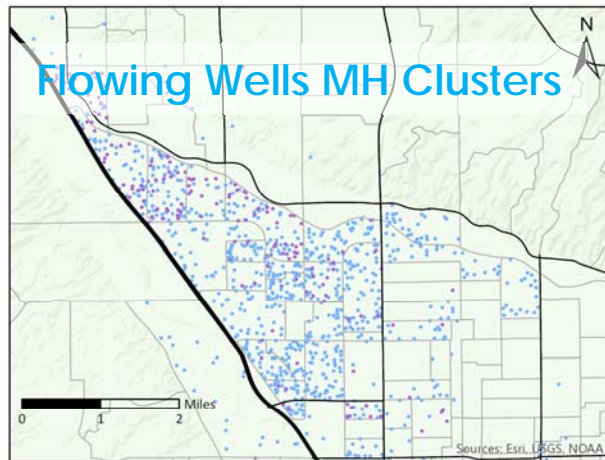 N
Flowing Wells MH Clusters
Miles
0 1 2
Sources: Esri, USGS, NOAA